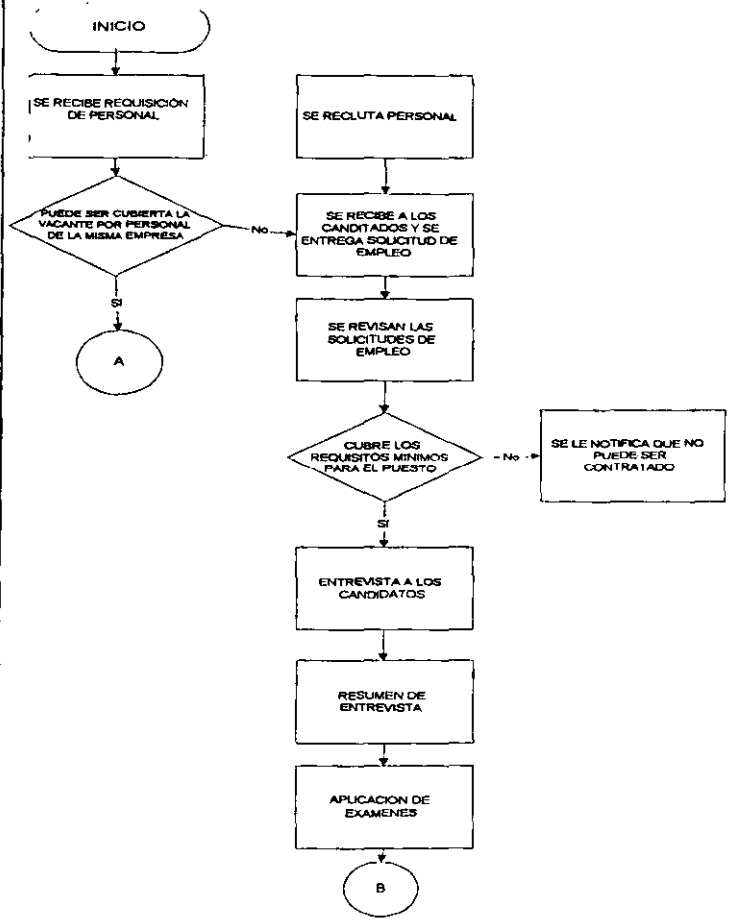 INICIO
SE RECIBE REQUISICIÓN
DE PERSONAL
PUEDE SER CUBIERTA LA
VACANTE POR PERSONAL
DE LA MISMA EMPRESA
No
SI
A
SE RECLUTA PERSONAL
SE RECIBE A LOS
CANDITADOS Y SE
ENTREGA SOLICITUD DE
EMPLEO
SE REVISAN LAS
SOLICITUDES DE
EMPLEO
CUBRE LOS
REQUISITOS MINIMOS
PARA EL PUESTO
No
SE LE NOTIFICA QUE NO
PUEDE SER
CONTRATADO
SI
ENTREVISTA A LOS
CANDIDATOS
RESUMEN DE
ENTREVISTA
APLICACION DE
EXAMENES
B